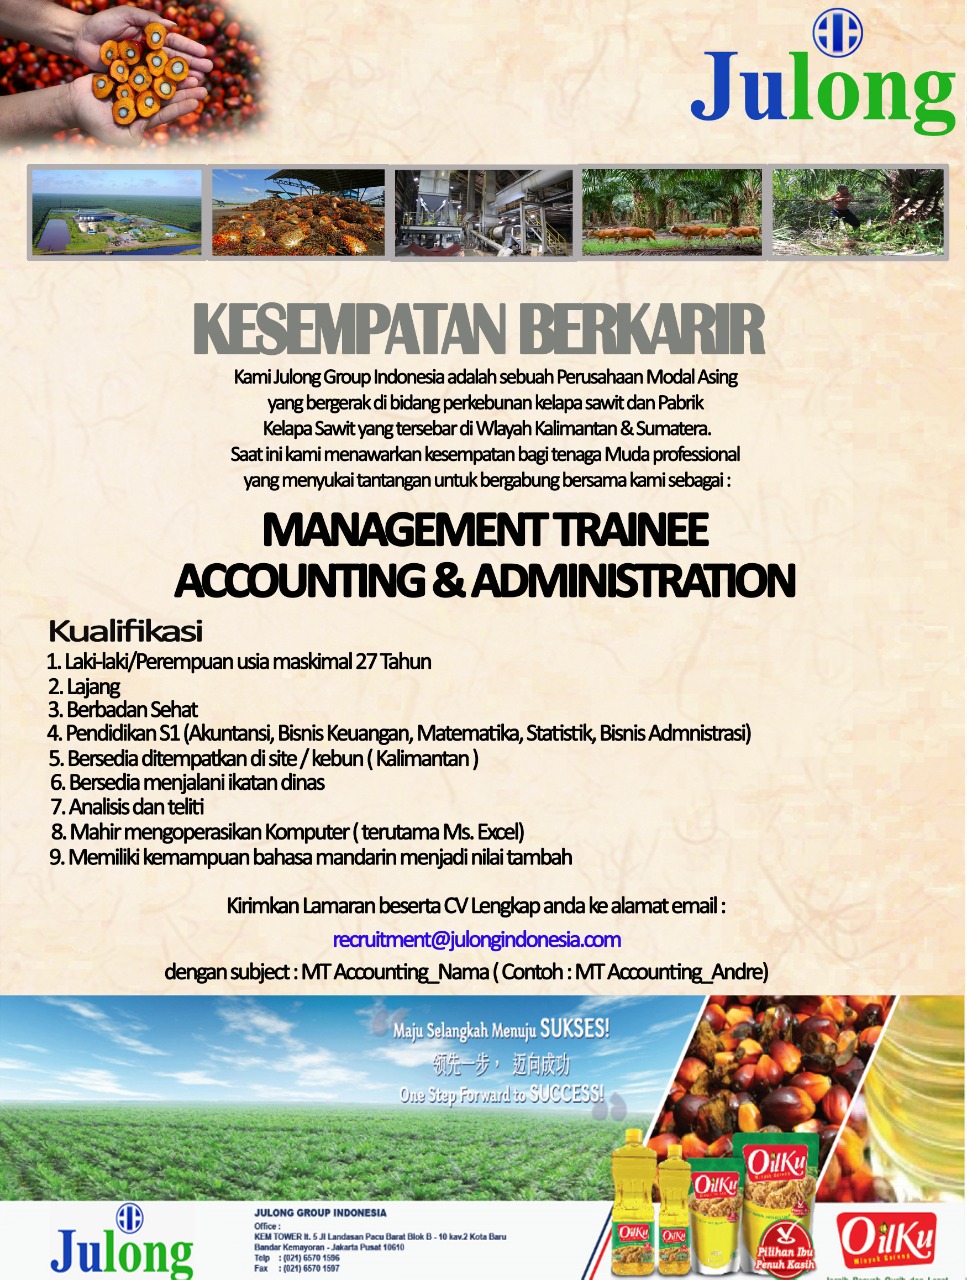 Julong
KESEMPATAN BERKARIR
Kami Julong Group Indonesia adalah sebuah Perusahaan Modal Asing
yang bergerak di bidang perkebunan kelapa sawit dan Pabrik
Kelapa Sawit yang tersebar di Wlayah Kalimantan & Sumatera.
Saat ini kami menawarkan kesempatan bagi tenaga Muda professional
yang menyukai tantangan untuk bergabung bersama kami sebagai :
MANAGEMENT TRAINEE
ACCOUNTING & ADMINISTRATION
Kualifikasi
1. Laki-laki/Perempuan usia maskimal 27 Tahun
2. Lajang
3. Berbadan Sehat
4. Pendidikan S1 (Akuntansi, Bisnis Keuangan, Matematika, Statistik, Bisnis Admnistrasi)
5. Bersedia ditempatkan di site / kebun ( Kalimantan )
6. Bersedia menjalani ikatan dinas
7. Analisis dan teliti
8. Mahir mengoperasikan Komputer ( terutama Ms. Excel)
9. Memiliki kemampuan bahasa mandarin menjadi nilai tambah
Kirimkan Lamaran beserta CV Lengkap anda ke alamat email :
recruitment@julongindonesia.com
dengan subject : MT Accounting_Nama ( Contoh : MT Accounting_Andre)
"Maju Selangkah Menuju SUKSES!
领先一步， 迈向成功
One Step Forward to SUCCESS!"
OilKu
OilKu
OilKu
OilKu
Pilihan Ibu
Penuh Kasih
OilKu
Minyak Goreng
Julong
JULONG GROUP INDONESIA
Office :
KEM TOWER lt. 5 Jl Landasan Pacu Barat Blok B - 10 kav.2 Kota Baru
Bandar Kemayoran - Jakarta Pusat 10610
Telp : (021) 6570 1596
Fax : (021) 6570 1597